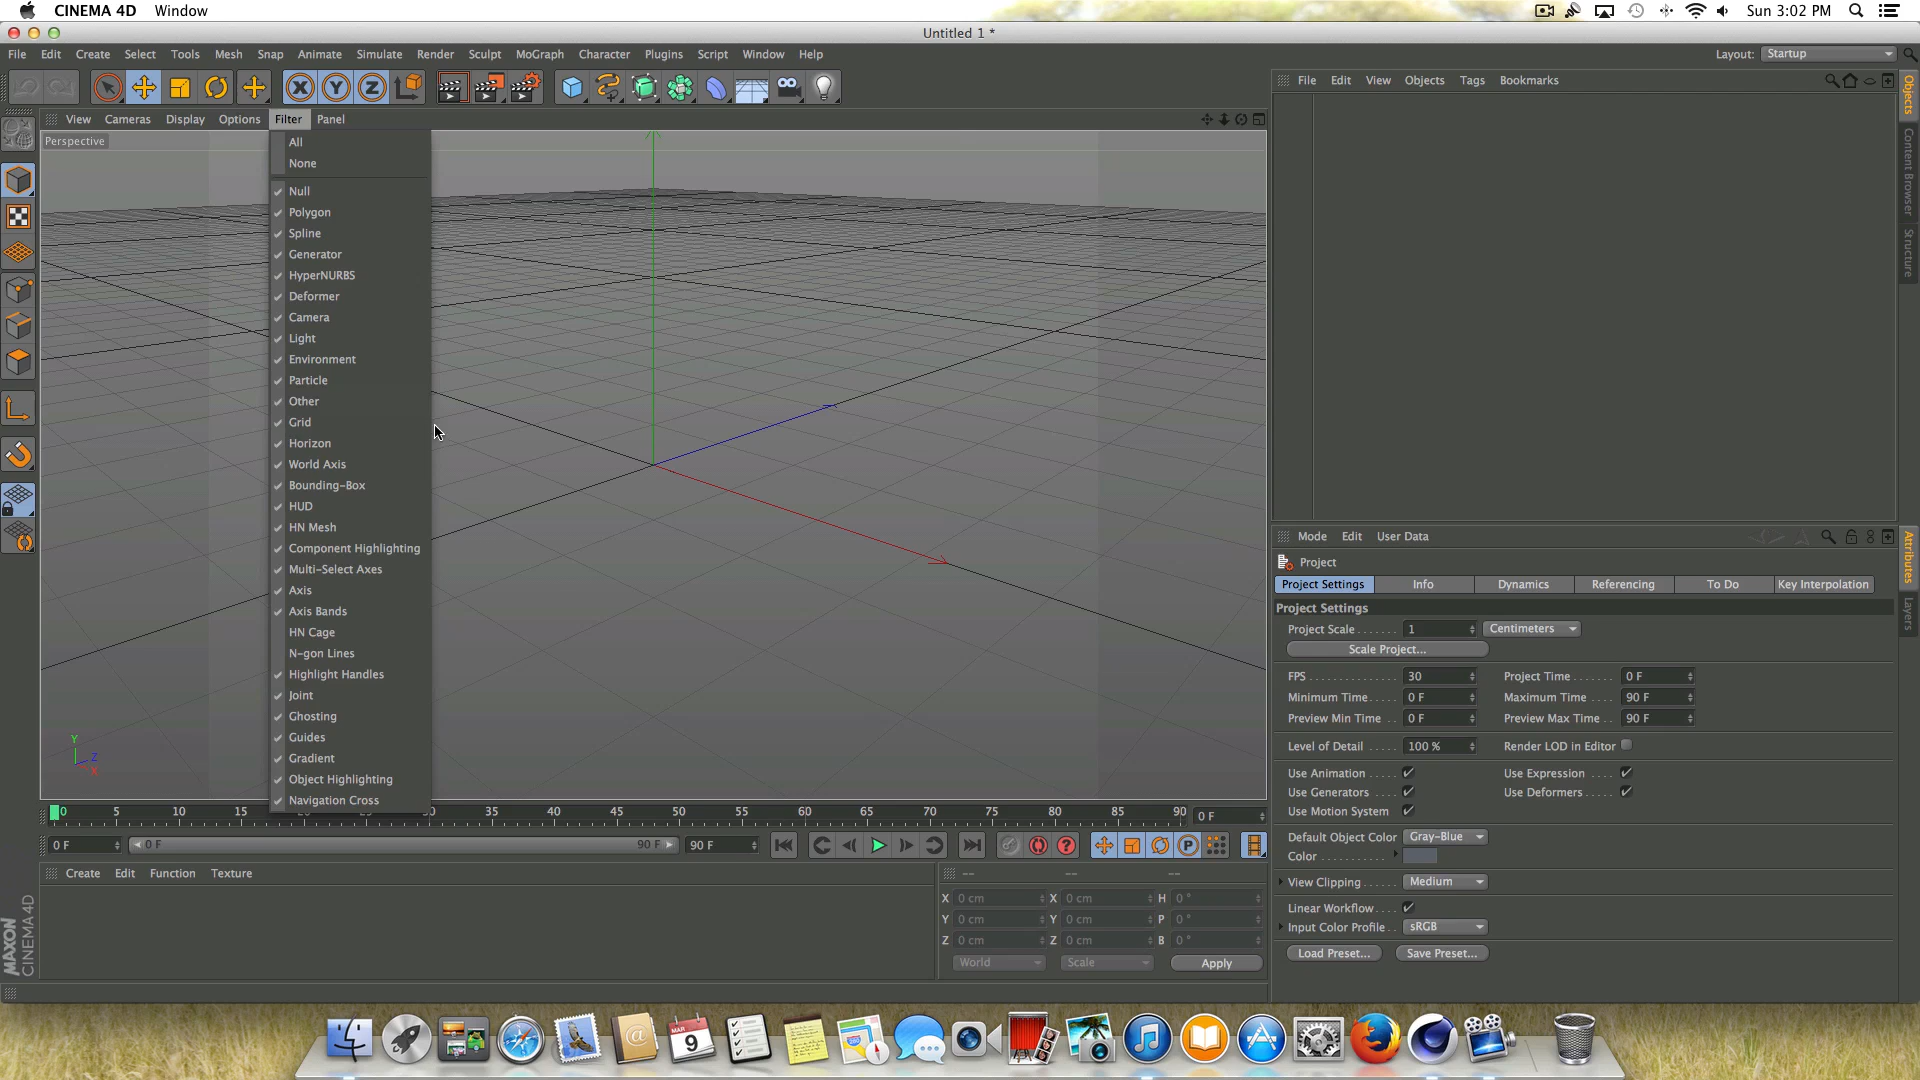 CINEMA 4D Window Sun 3:02 PM
Untitled 1 *
File Edit Create Select Tools Mesh Snap Animate Simulate Render Sculpt MoGraph Character Plugins Script Window Help Layout: Startup
File Edit View Objects Tags Bookmarks
Objects
Content Browser
Structure
View Cameras Display Options Filter Panel
Perspective
All
None
Null
Polygon
Spline
Generator
HyperNURBS
Deformer
Camera
Light
Environment
Particle
Other
Grid
Horizon
World Axis
Bounding-Box
HUD
HN Mesh
Component Highlighting
Multi-Select Axes
Axis
Axis Bands
HN Cage
N-gon Lines
Highlight Handles
Joint
Ghosting
Guides
Gradient
Object Highlighting
Navigation Cross
Y
Z
X
Mode Edit User Data
Attributes
Layers
Project
Project Settings Info Dynamics Referencing To Do Key Interpolation
Project Settings
Project Scale 1 Centimeters
Scale Project...
FPS 30 Project Time 0 F
Minimum Time 0 F Maximum Time 90 F
Preview Min Time 0 F Preview Max Time 90 F
Level of Detail 100 % Render LOD in Editor
Use Animation Use Expression
Use Generators Use Deformers
Use Motion System
Default Object Color Gray-Blue
Color
View Clipping Medium
Linear Workflow
Input Color Profile sRGB
Load Preset... Save Preset...
0 5 10 15 35 40 45 50 55 60 65 70 75 80 85 90 0 F
0 F 0 F 90 F 90 F
Create Edit Function Texture
-- -- --
X 0 cm X 0 cm H 0 °
Y 0 cm Y 0 cm P 0 °
Z 0 cm Z 0 cm B 0 °
World Scale Apply
MAXON
CINEMA 4D
MAR
9